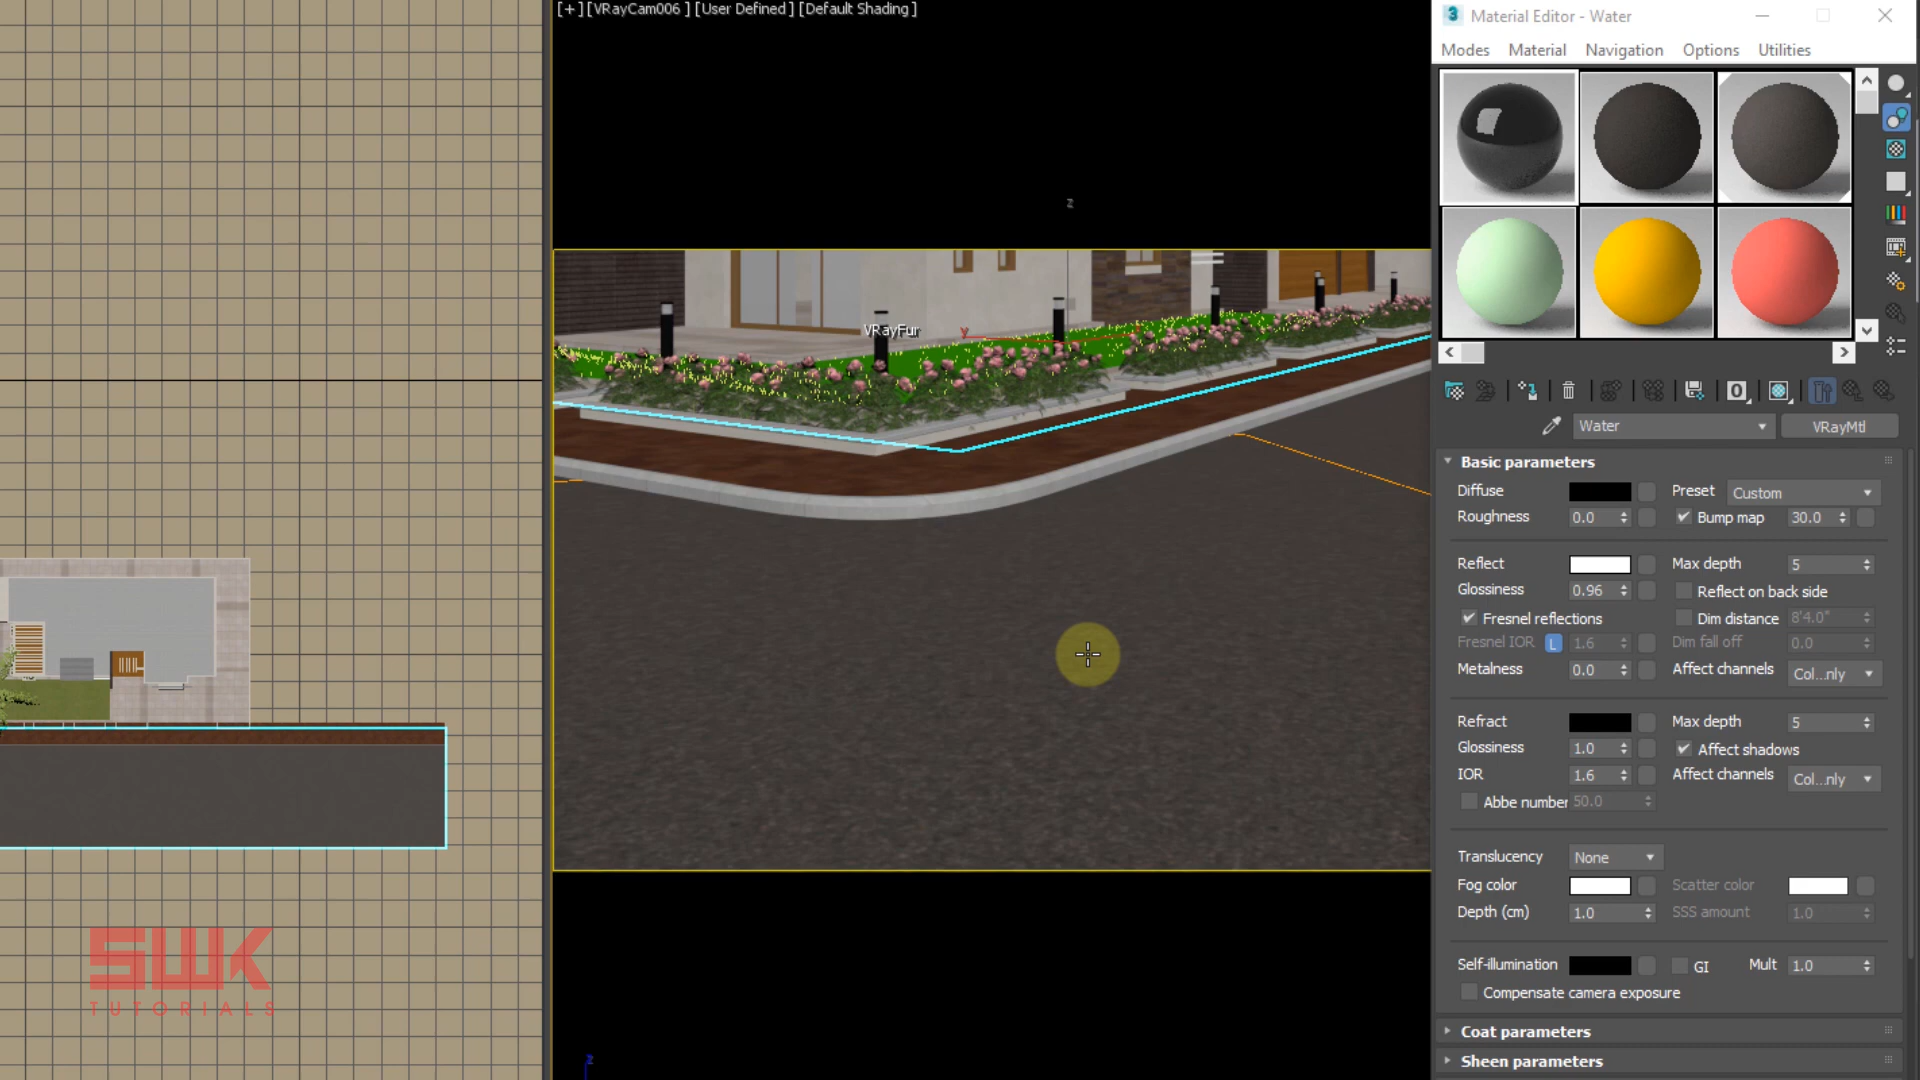 [+] [VRayCam006 ] [User Defined ] [Default Shading ]
z
VRayFur
y
z
SWK
TUTORIALS
3 Material Editor - Water
Modes Material Navigation Options Utilities
Water VRayMtl
Basic parameters
Diffuse Preset Custom
Roughness 0.0 Bump map 30.0
Reflect Max depth 5
Glossiness 0.96 Reflect on back side
Fresnel reflections Dim distance 8'4.0"
Fresnel IOR L 1.6 Dim fall off 0.0
Metalness 0.0 Affect channels Col...nly
Refract Max depth 5
Glossiness 1.0 Affect shadows
IOR 1.6 Affect channels Col...nly
Abbe number 50.0
Translucency None
Fog color Scatter color
Depth (cm) 1.0 SSS amount 1.0
Self-illumination GI Mult 1.0
Compensate camera exposure
Coat parameters
Sheen parameters